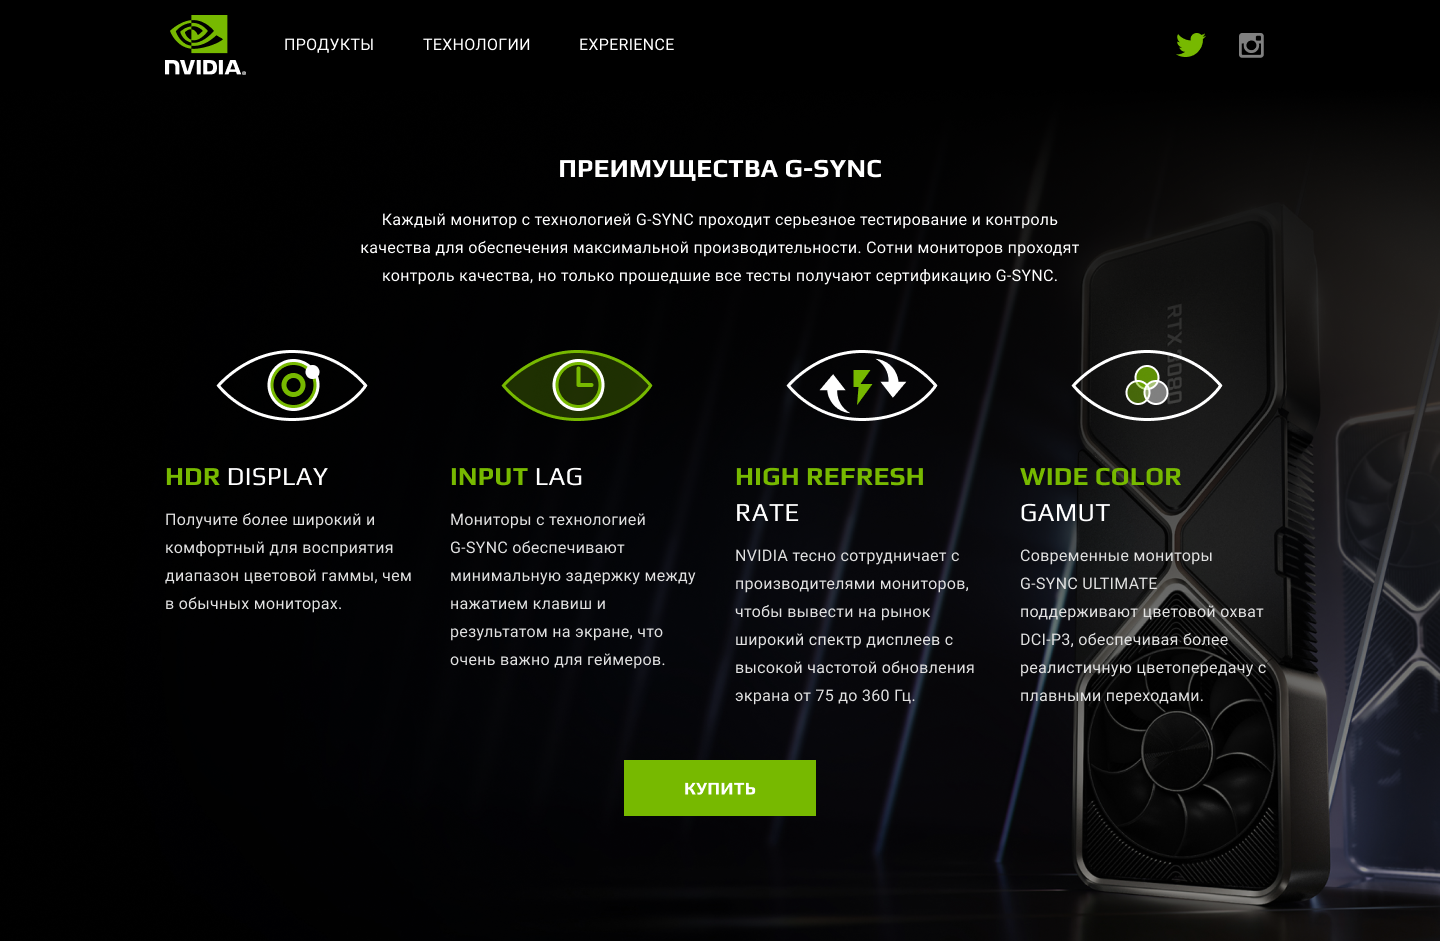 NVIDIA.
ПРОДУКТЫ
ТЕХНОЛОГИИ
EXPERIENCE
ПРЕИМУЩЕСТВА G-SYNC
Каждый монитор с технологией G-SYNC проходит серьезное тестирование и контроль
качества для обеспечения максимальной производительности. Сотни мониторов проходят
контроль качества, но только прошедшие все тесты получают сертификацию G-SYNC.
HDR DISPLAY
Получите более широкий и
комфортный для восприятия
диапазон цветовой гаммы, чем
в обычных мониторах.
INPUT LAG
Мониторы с технологией
G-SYNC обеспечивают
минимальную задержку между
нажатием клавиш и
результатом на экране, что
очень важно для геймеров.
HIGH REFRESH
RATE
NVIDIA тесно сотрудничает с
производителями мониторов,
чтобы вывести на рынок
широкий спектр дисплеев с
высокой частотой обновления
экрана от 75 до 360 Гц.
WIDE COLOR
GAMUT
Современные мониторы
G-SYNC ULTIMATE
поддерживают цветовой охват
DCI-P3, обеспечивая более
реалистичную цветопередачу с
плавными переходами.
RTX
КУПИТЬ